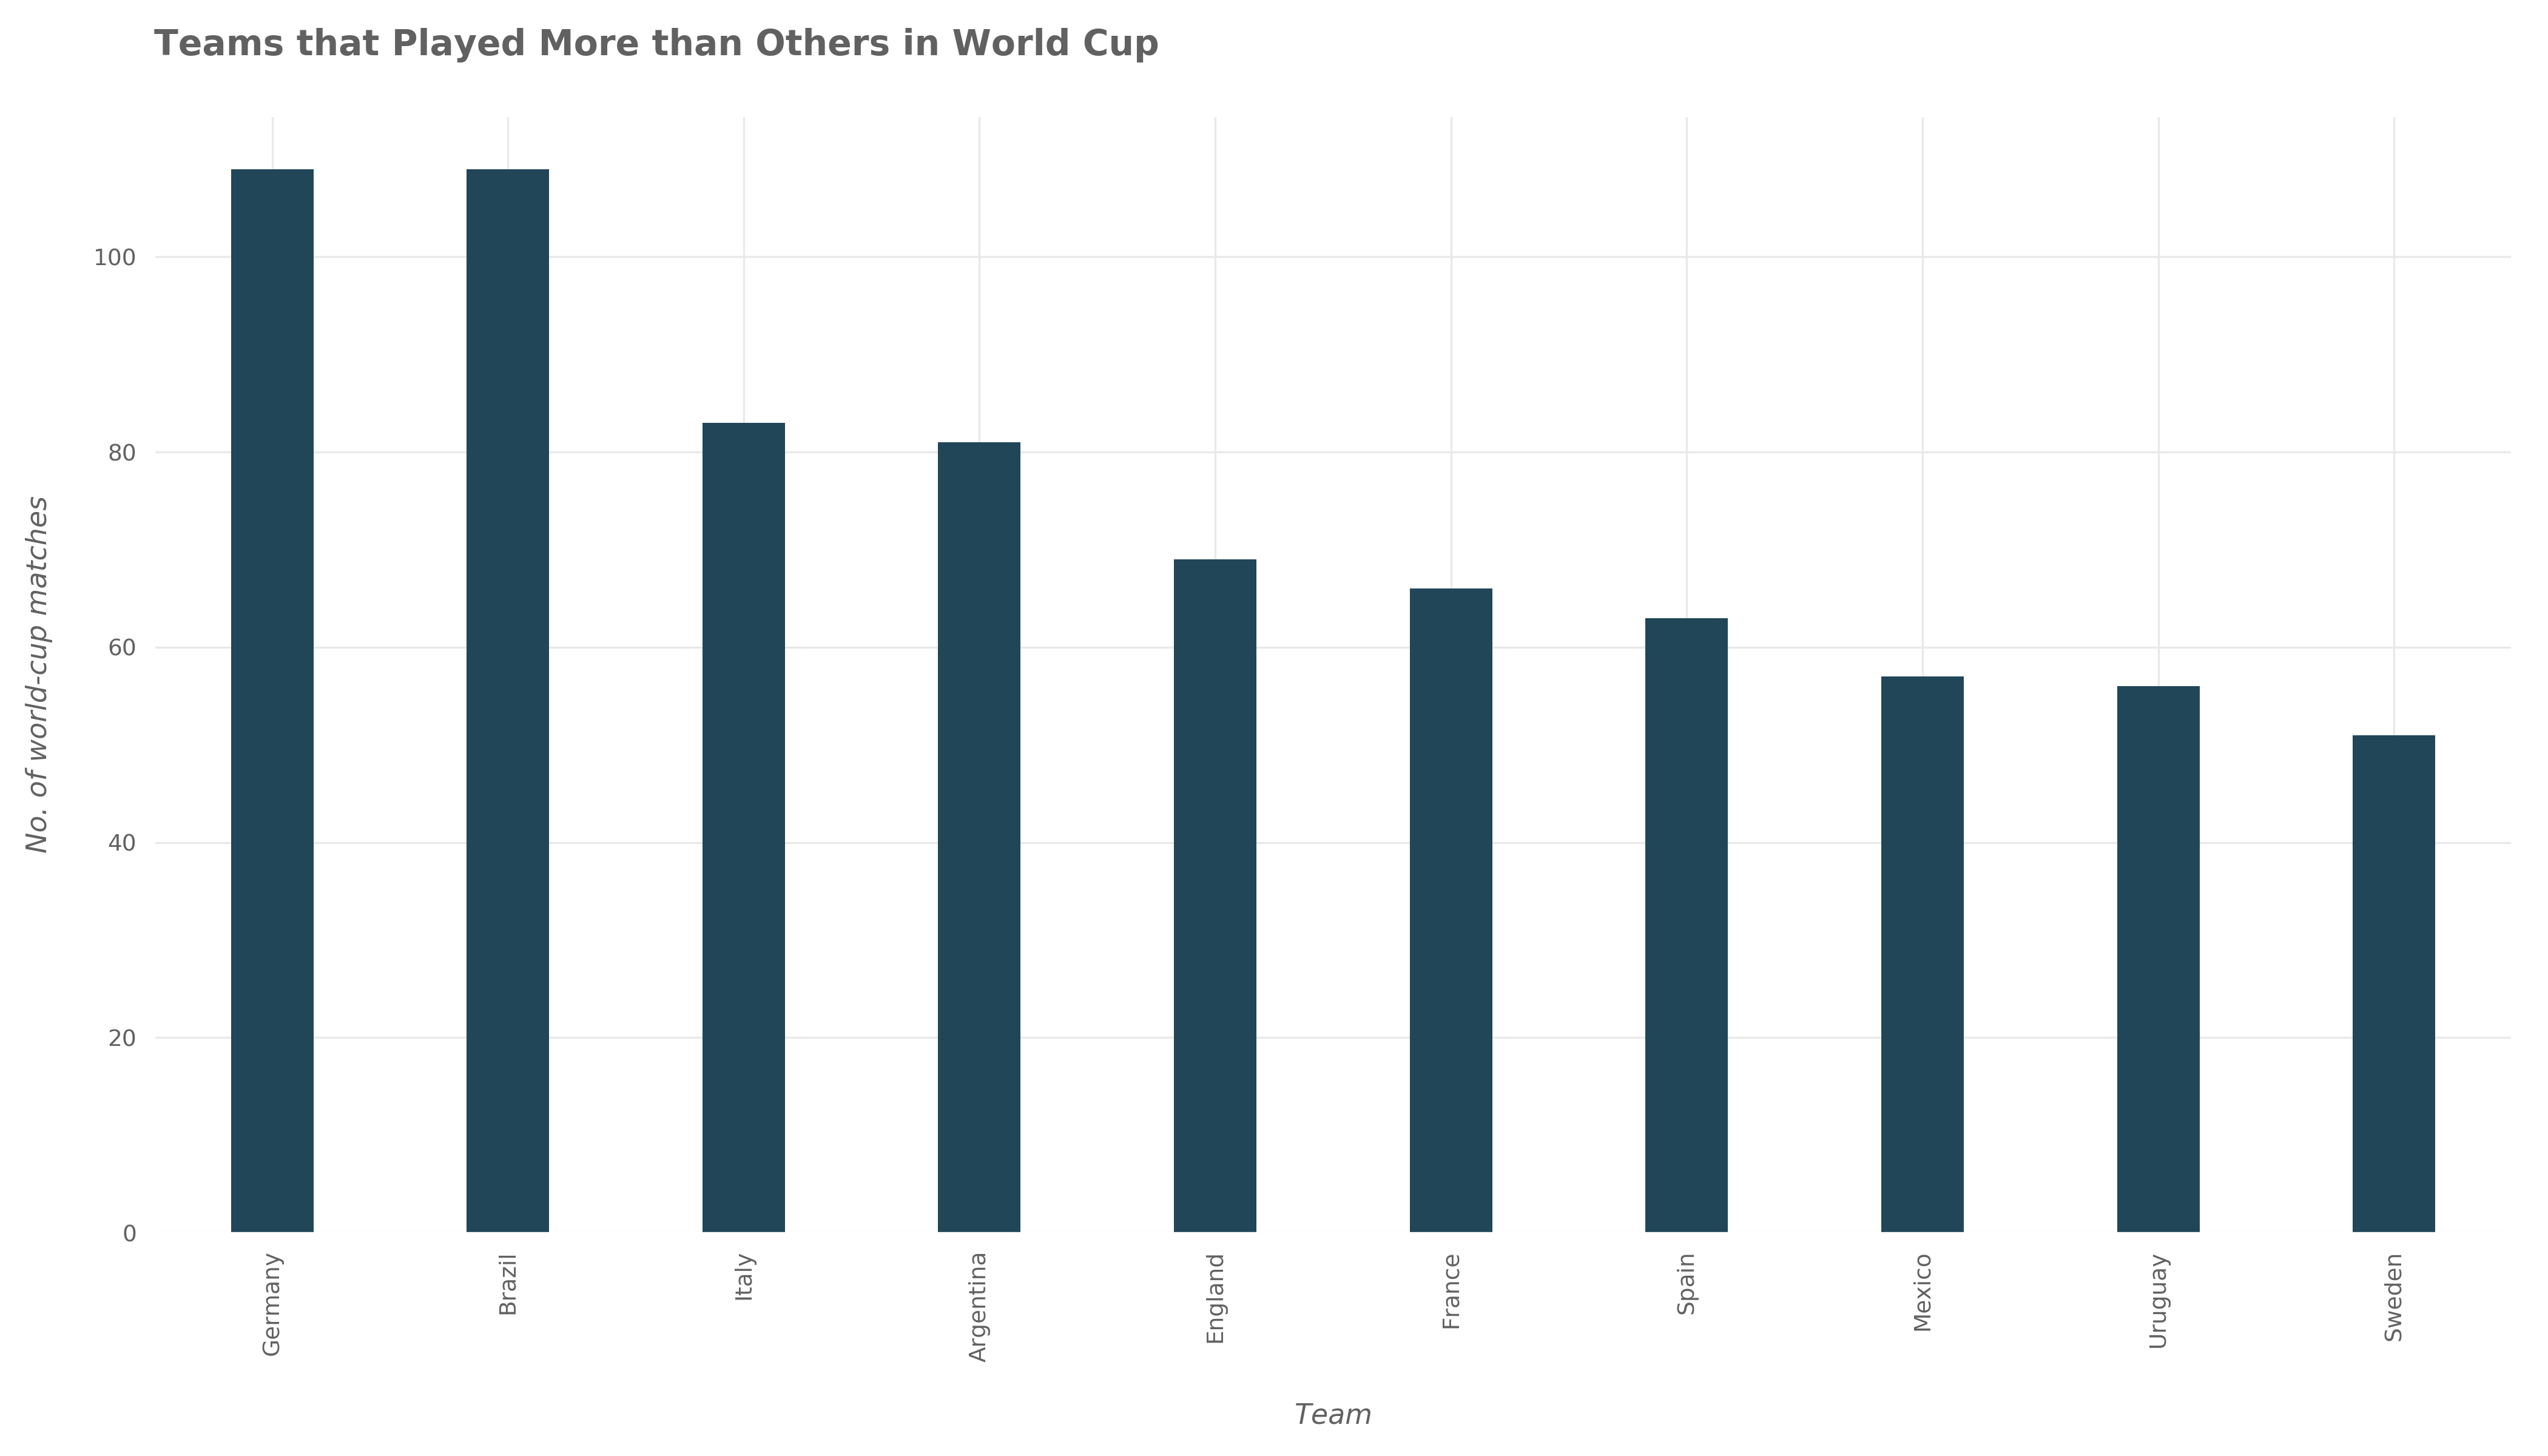 Teams that Played More than Others in World Cup
No. of world-cup matches
100
80
60
40
20
0
Germany
Brazil
Italy
Argentina
England
France
Spain
Mexico
Uruguay
Sweden
Team